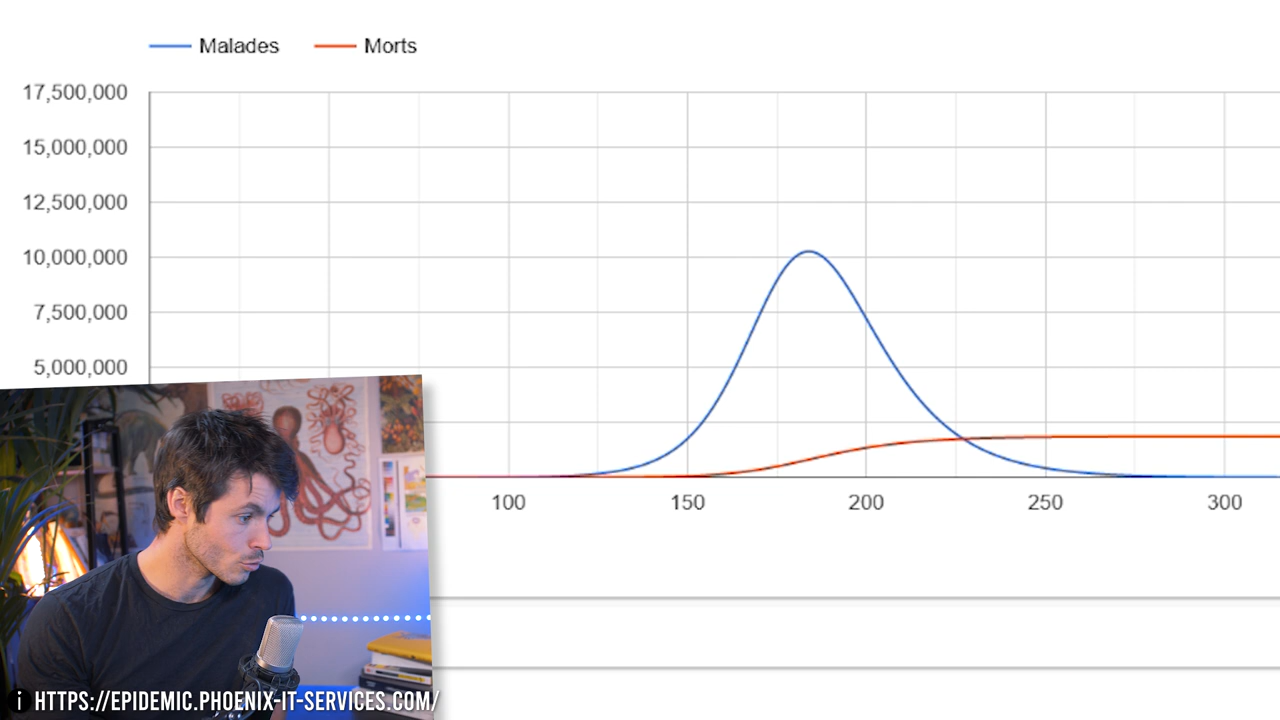 Malades Morts
17,500,000
15,000,000
12,500,000
10,000,000
7,500,000
5,000,000
100 150 200 250 300
i HTTPS://EPIDEMIC.PHOENIX-IT-SERVICES.COM/